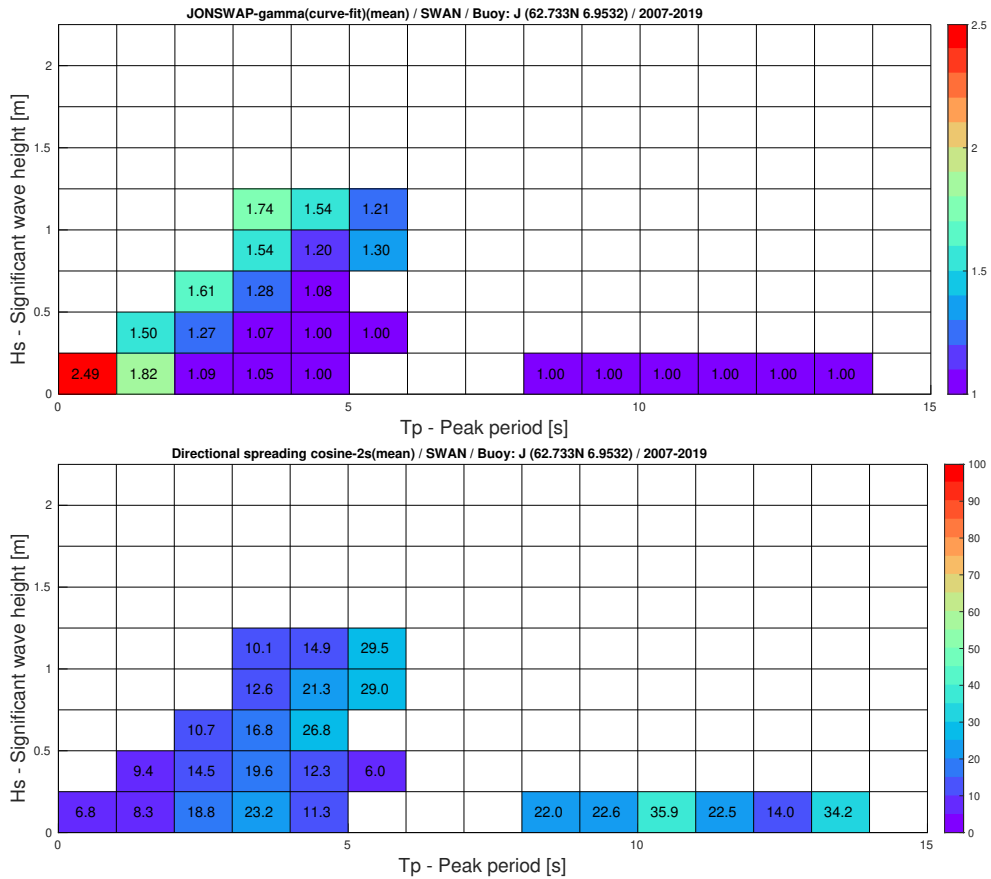 JONSWAP-gamma(curve-fit)(mean) / SWAN / Buoy: J (62.733N 6.9532) / 2007-2019
2.5
2
1.5
1
2
1.5
1
0.5
0
Hs - Significant wave height [m]
1.74 1.54 1.21
1.54 1.20 1.30
1.61 1.28 1.08
1.50 1.27 1.07 1.00 1.00
2.49 1.82 1.09 1.05 1.00 1.00 1.00 1.00 1.00 1.00 1.00
0 5 10 15
Tp - Peak period [s]
Directional spreading cosine-2s(mean) / SWAN / Buoy: J (62.733N 6.9532) / 2007-2019
100
90
80
70
60
50
40
30
20
10
0
2
1.5
1
0.5
0
Hs - Significant wave height [m]
10.1 14.9 29.5
12.6 21.3 29.0
10.7 16.8 26.8
9.4 14.5 19.6 12.3 6.0
6.8 8.3 18.8 23.2 11.3 22.0 22.6 35.9 22.5 14.0 34.2
0 5 10 15
Tp - Peak period [s]